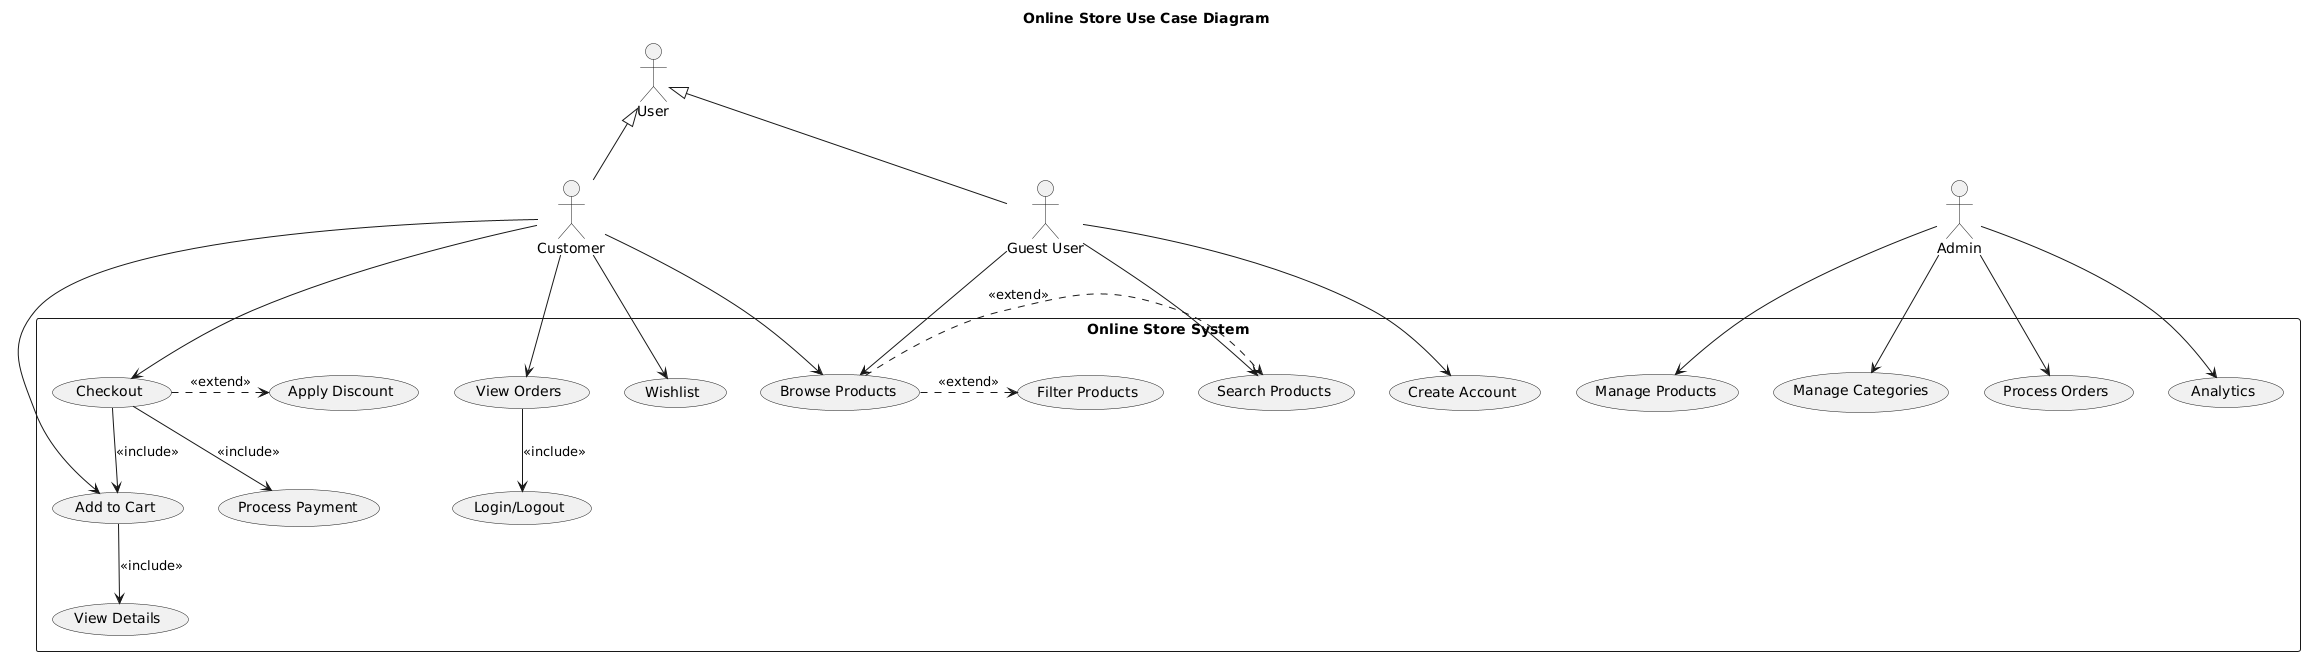 Online Store Use Case Diagram
User
Customer
Guest User
Admin
«extend»
Online Store System
Checkout
«extend»
Apply Discount
View Orders
Wishlist
Browse Products
«extend»
Filter Products
Search Products
Create Account
Manage Products
Manage Categories
Process Orders
Analytics
«include»
«include»
«include»
Add to Cart
Process Payment
Login/Logout
«include»
View Details